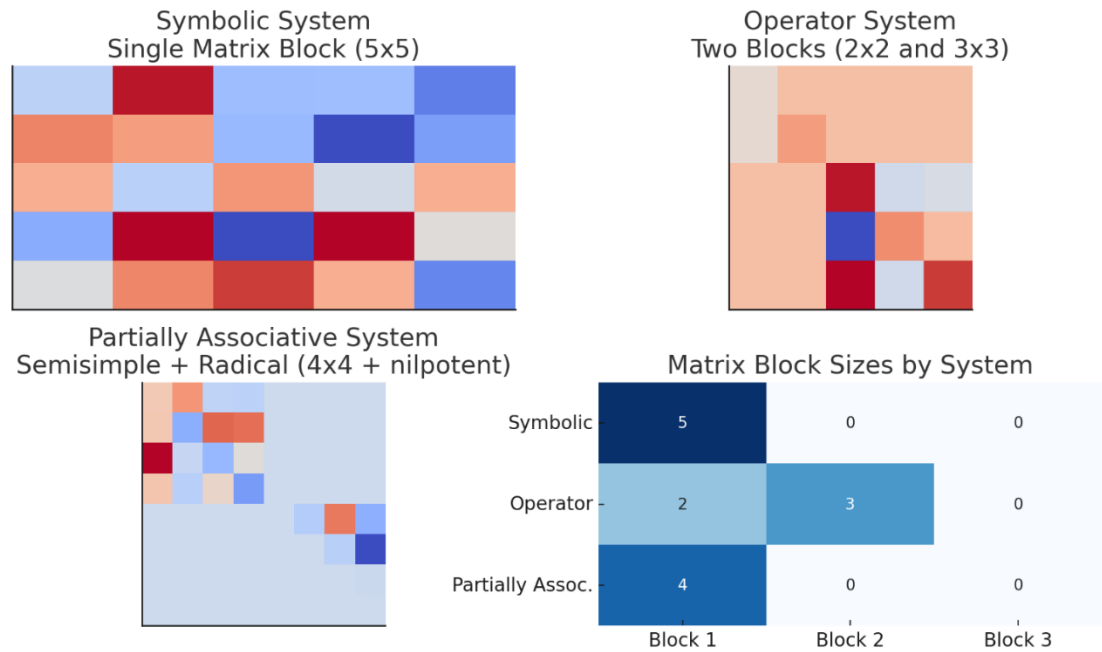 Symbolic System
Single Matrix Block (5x5)
Operator System
Two Blocks (2x2 and 3x3)
Partially Associative System
Semisimple + Radical (4x4 + nilpotent)
Matrix Block Sizes by System
Symbolic 5 0 0
Operator 2 3 0
Partially Assoc. 4 0 0
Block 1 Block 2 Block 3